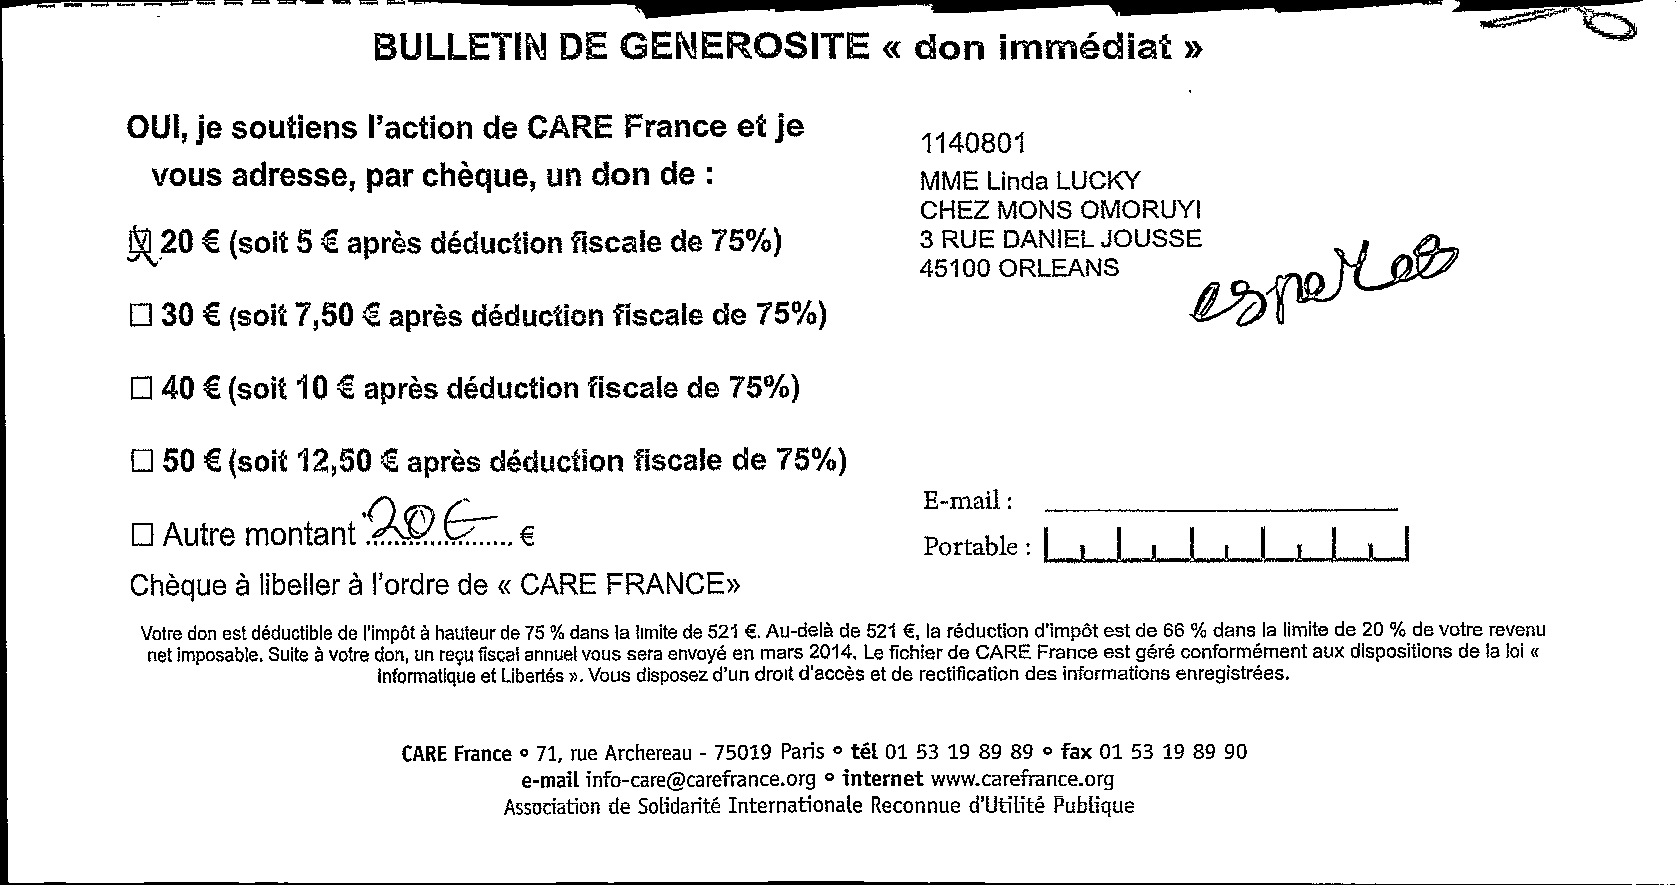 BULLETIN DE GENEROSITE « don immédiat »
OUI, je soutiens l'action de CARE France et je
vous adresse, par chèque, un don de :
20 € (soit 5 € après déduction fiscale de 75%)
30 € (soit 7,50 € après déduction fiscale de 75%)
40 € (soit 10 € après déduction fiscale de 75%)
50 € (soit 12,50 € après déduction fiscale de 75%)
Autre montant 20€ €
Chèque à libeller à l'ordre de « CARE FRANCE»
1140801
MME Linda LUCKY
CHEZ MONS OMORUYI
3 RUE DANIEL JOUSSE
45100 ORLEANS
especes
E-mail :
Portable :
Votre don est déductible de l'impôt à hauteur de 75 % dans la limite de 521 €. Au-delà de 521 €, la réduction d'impôt est de 66 % dans la limite de 20 % de votre revenu
net imposable. Suite à votre don, un reçu fiscal annuel vous sera envoyé en mars 2014. Le fichier de CARE France est géré conformément aux dispositions de la loi «
Informatique et Libertés ». Vous disposez d'un droit d'accès et de rectification des informations enregistrées.
CARE France ° 71, rue Archereau - 75019 Paris ° tél 01 53 19 89 89 ° fax 01 53 19 89 90
e-mail info-care@carefrance.org ° internet www.carefrance.org
Association de Solidarité Internationale Reconnue d'Utilité Publique